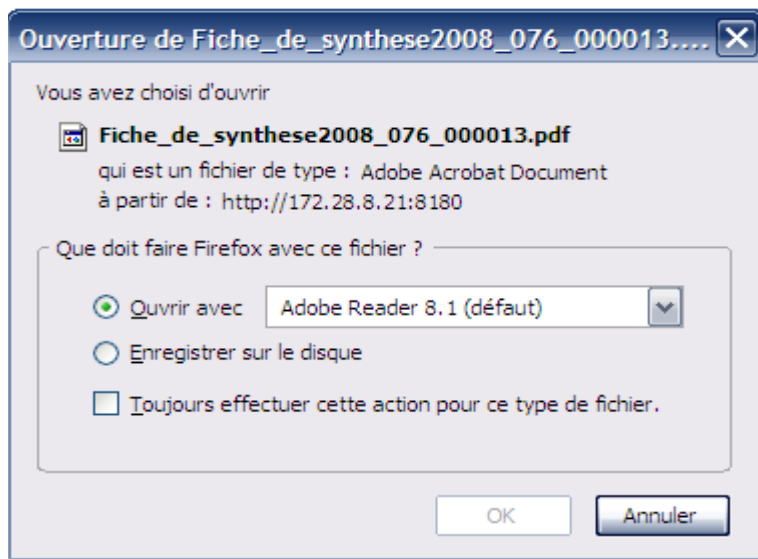 Ouverture de Fiche_de_synthese2008_076_000013....
Vous avez choisi d'ouvrir
Fiche_de_synthese2008_076_000013.pdf
qui est un fichier de type : Adobe Acrobat Document
à partir de : http://172.28.8.21:8180
Que doit faire Firefox avec ce fichier ?
Ouvrir avec Adobe Reader 8.1 (défaut)
Enregistrer sur le disque
Toujours effectuer cette action pour ce type de fichier.
OK Annuler